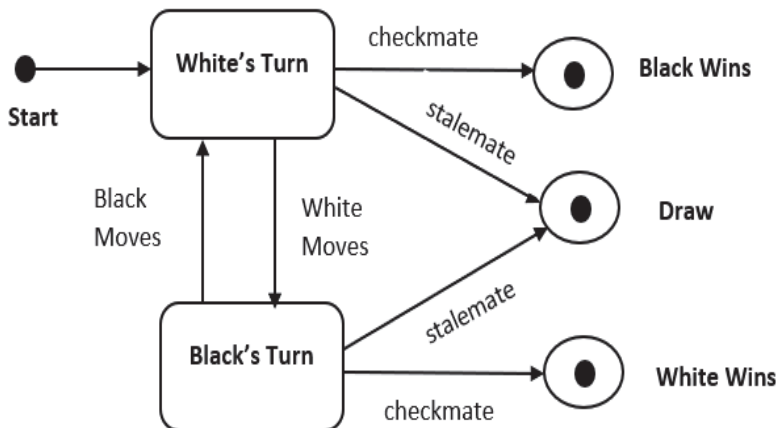 checkmate
White's Turn
Black Wins
Start
stalemate
Black
Moves
White
Moves
Draw
stalemate
Black's Turn
White Wins
checkmate